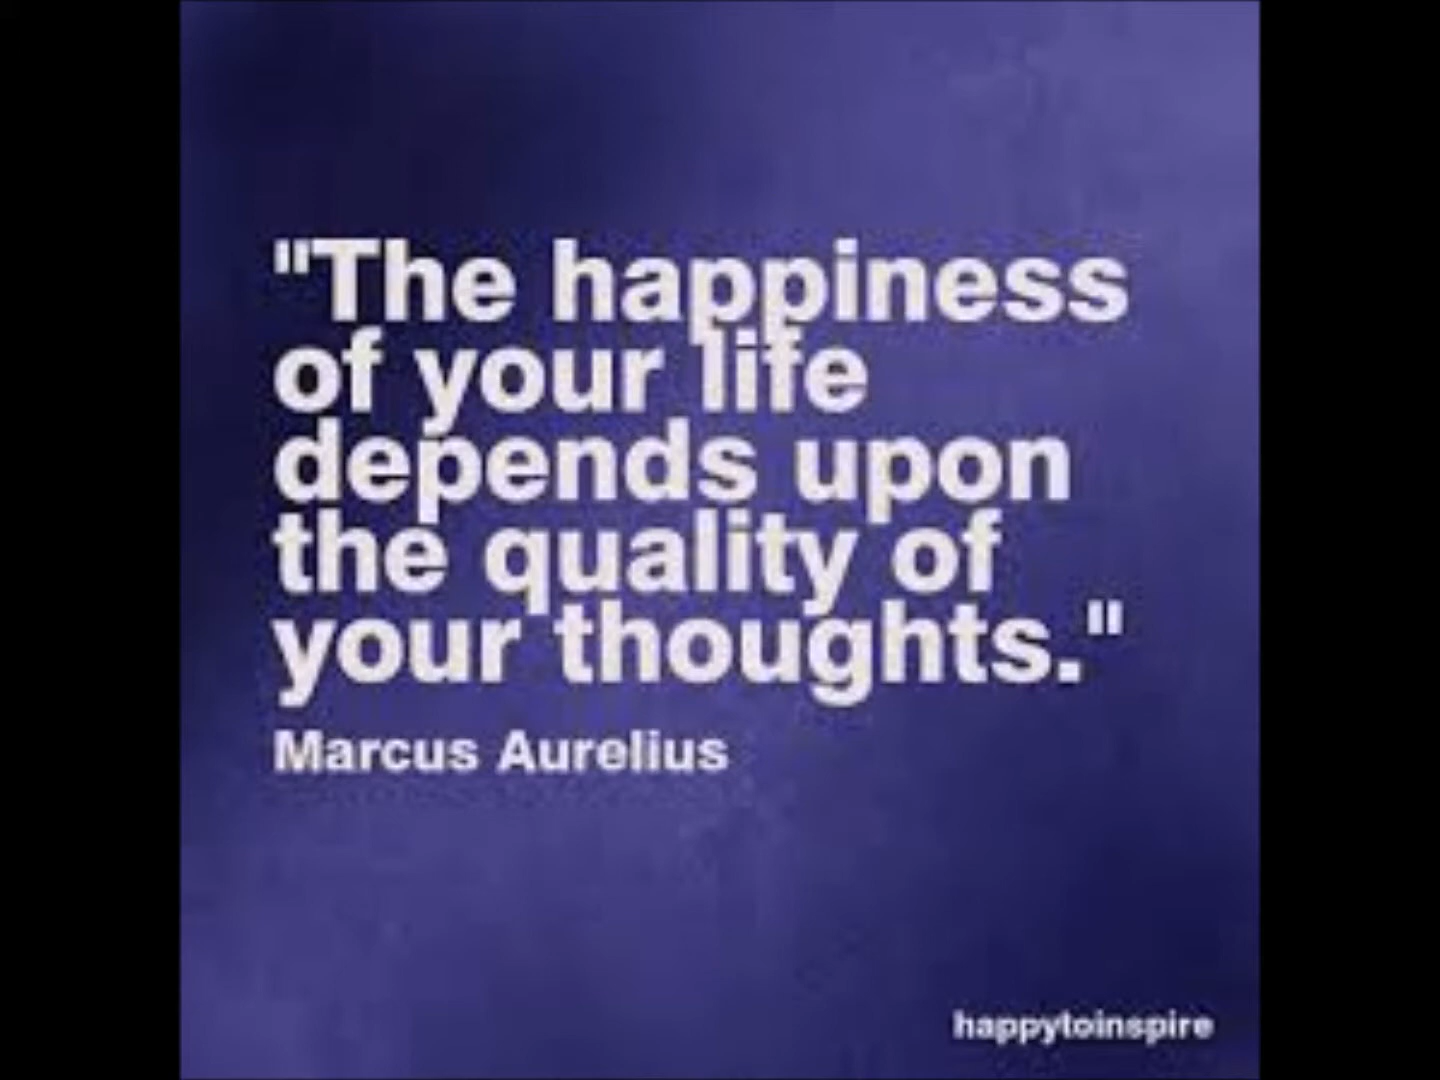 "The happiness
of your life
depends upon
the quality of
your thoughts."
Marcus Aurelius
happytoinspire